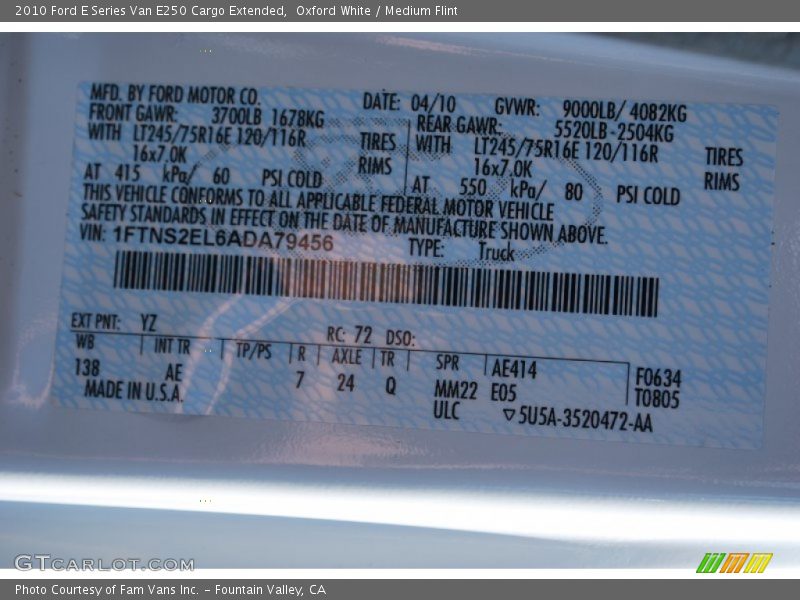 2010 Ford E Series Van E250 Cargo Extended,  Oxford White / Medium Flint
MFD. BY FORD MOTOR CO. DATE: 04/10 GVWR: 9000LB/ 4082KG
FRONT GAWR: 3700LB 1678KG REAR GAWR: 5520LB-2504KG
WITH LT245/75R16E 120/116R TIRES WITH LT245/75R16E 120/116R TIRES
16x7.0K RIMS 16x7.0K RIMS
AT 415 kPa/ 60 PSI COLD AT 550 kPa/ 80 PSI COLD
THIS VEHICLE CONFORMS TO ALL APPLICABLE FEDERAL MOTOR VEHICLE
SAFETY STANDARDS IN EFFECT ON THE DATE OF MANUFACTURE SHOWN ABOVE.
VIN: 1FTNS2EL6ADA79456 TYPE: Truck
EXT PNT: YZ RC: 72 DSO:
WB INT TR TP/PS R AXLE TR SPR AE414 F0634
138 AE 7 24 Q MM22 E05 T0805
MADE IN U.S.A. ULC ▽5U5A-3520472-AA
GTCARLOT.COM
Photo Courtesy of Fam Vans Inc. - Fountain Valley, CA